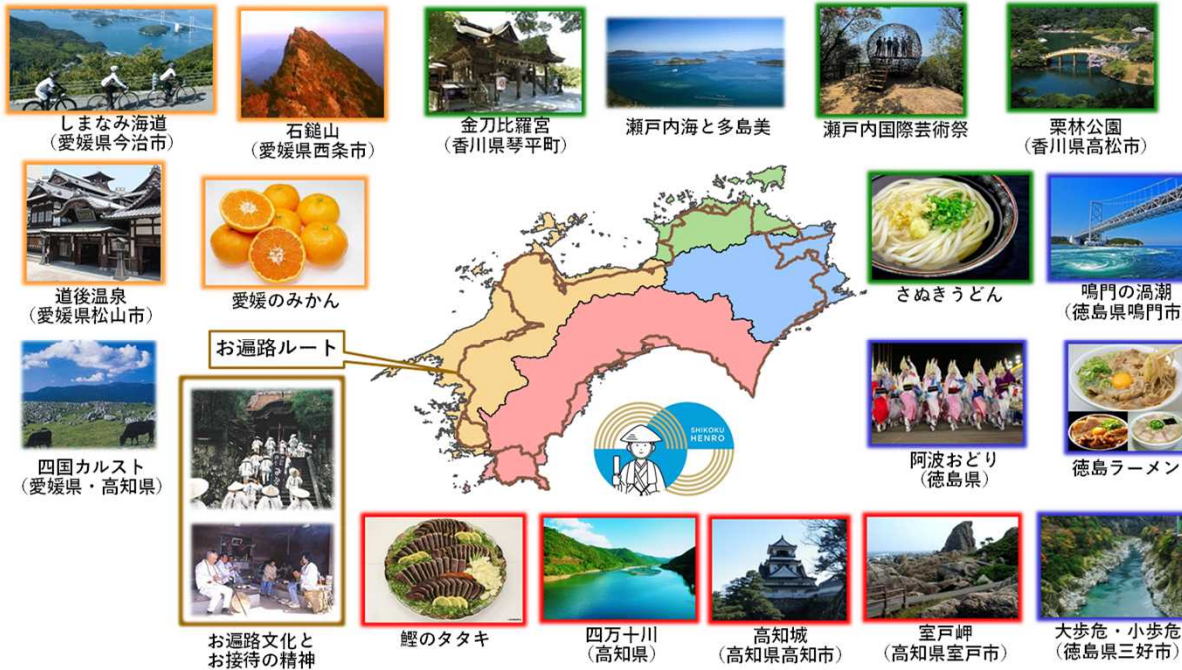 しまなみ海道
（愛媛県今治市）
石鎚山
（愛媛県西条市）
金刀比羅宮
（香川県琴平町）
瀬戸内海と多島美
瀬戸内国際芸術祭
栗林公園
（香川県高松市）
道後温泉
（愛媛県松山市）
愛媛のみかん
さぬきうどん
鳴門の渦潮
（徳島県鳴門市
お遍路ルート
四国カルスト
（愛媛県・高知県）
SHIKOKU
HENRO
阿波おどり
（徳島県）
徳島ラーメン
お遍路文化と
お接待の精神
鰹のタタキ
四万十川
（高知県）
高知城
（高知県高知市）
室戸岬
（高知県室戸市）
大歩危・小歩危
（徳島県三好市）